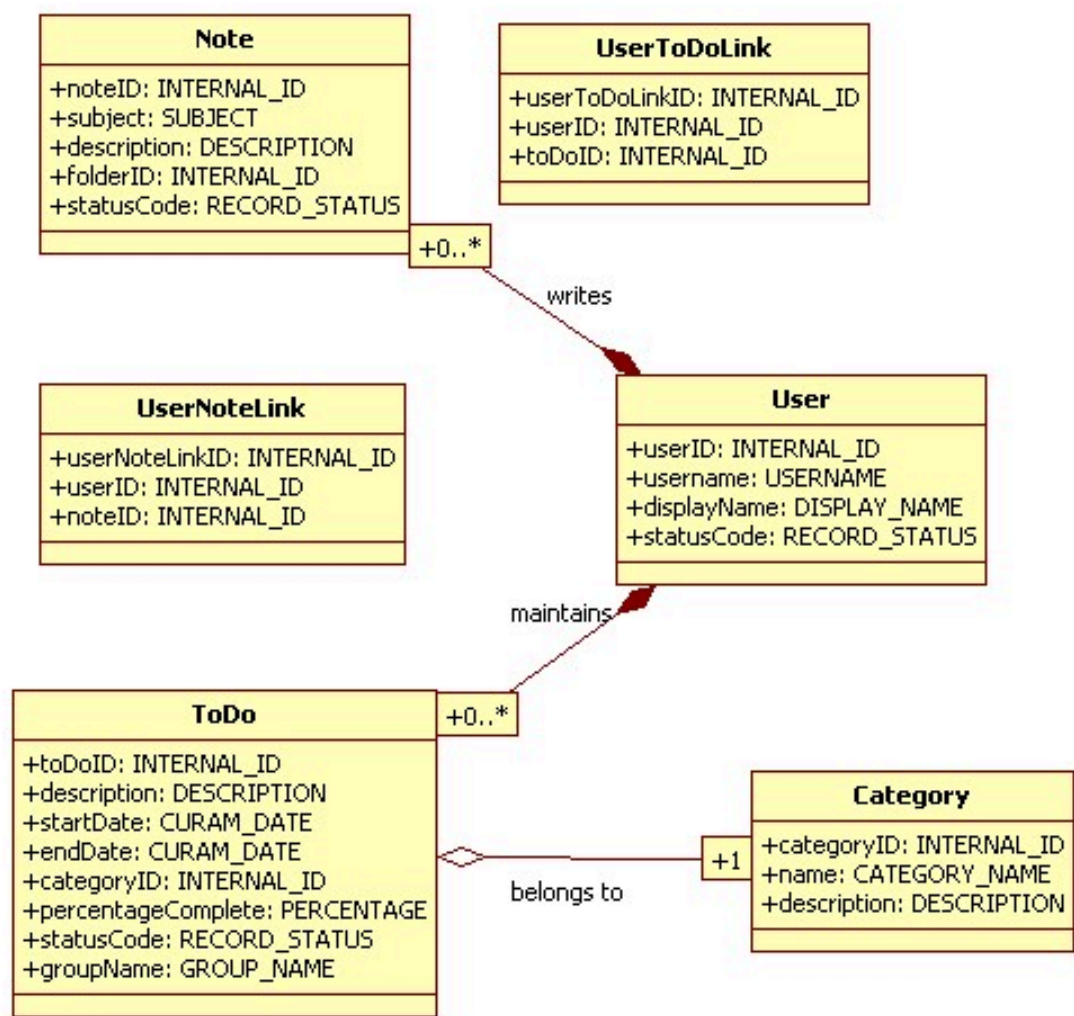 Note
+noteID: INTERNAL_ID
+subject: SUBJECT
+description: DESCRIPTION
+folderID: INTERNAL_ID
+statusCode: RECORD_STATUS
+0..*
UserToDoLink
+userToDoLinkID: INTERNAL_ID
+userID: INTERNAL_ID
+toDoID: INTERNAL_ID
writes
UserNoteLink
+userNoteLinkID: INTERNAL_ID
+userID: INTERNAL_ID
+noteID: INTERNAL_ID
User
+userID: INTERNAL_ID
+username: USERNAME
+displayName: DISPLAY_NAME
+statusCode: RECORD_STATUS
maintains
+0..*
ToDo
+toDoID: INTERNAL_ID
+description: DESCRIPTION
+startDate: CURAM_DATE
+endDate: CURAM_DATE
+categoryID: INTERNAL_ID
+percentageComplete: PERCENTAGE
+statusCode: RECORD_STATUS
+groupName: GROUP_NAME
belongs to
+1
Category
+categoryID: INTERNAL_ID
+name: CATEGORY_NAME
+description: DESCRIPTION